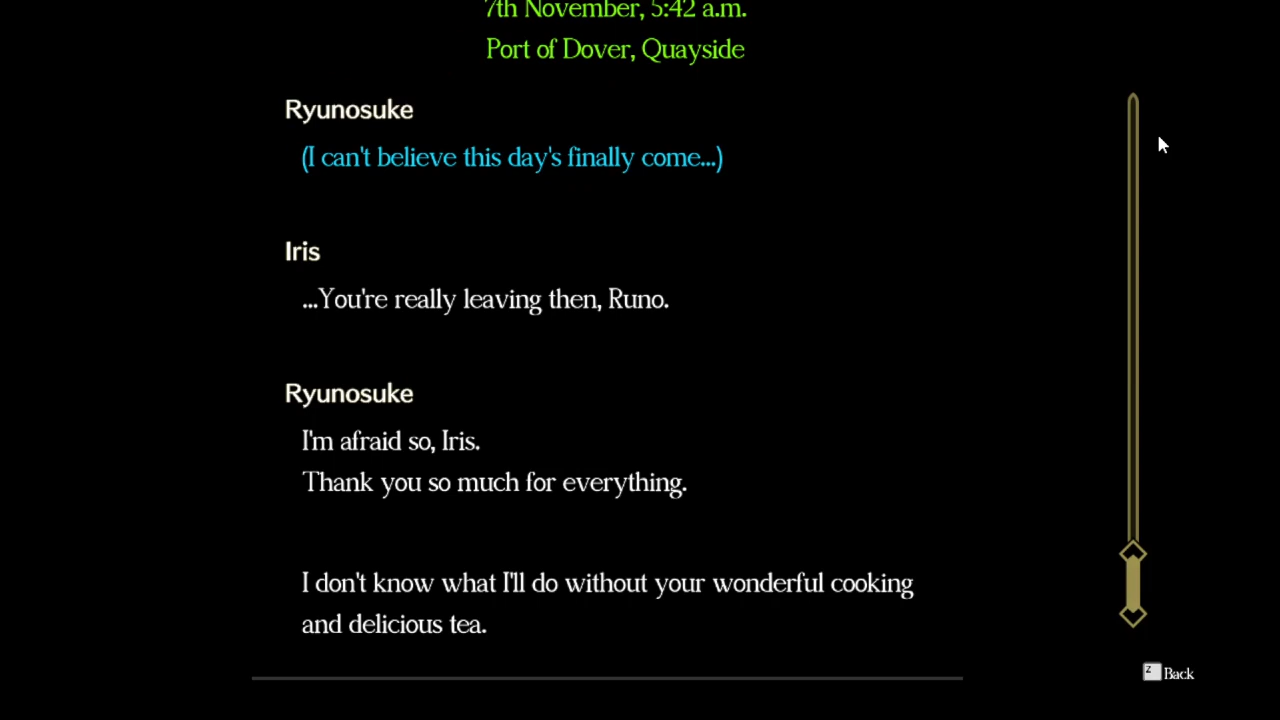 7th November, 5:42 a.m.
Port of Dover, Quayside
Ryunosuke
(I can't believe this day's finally come...)
Iris
...You're really leaving then, Runo.
Ryunosuke
I'm afraid so, Iris.
Thank you so much for everything.
I don't know what I'll do without your wonderful cooking
and delicious tea.
Z Back